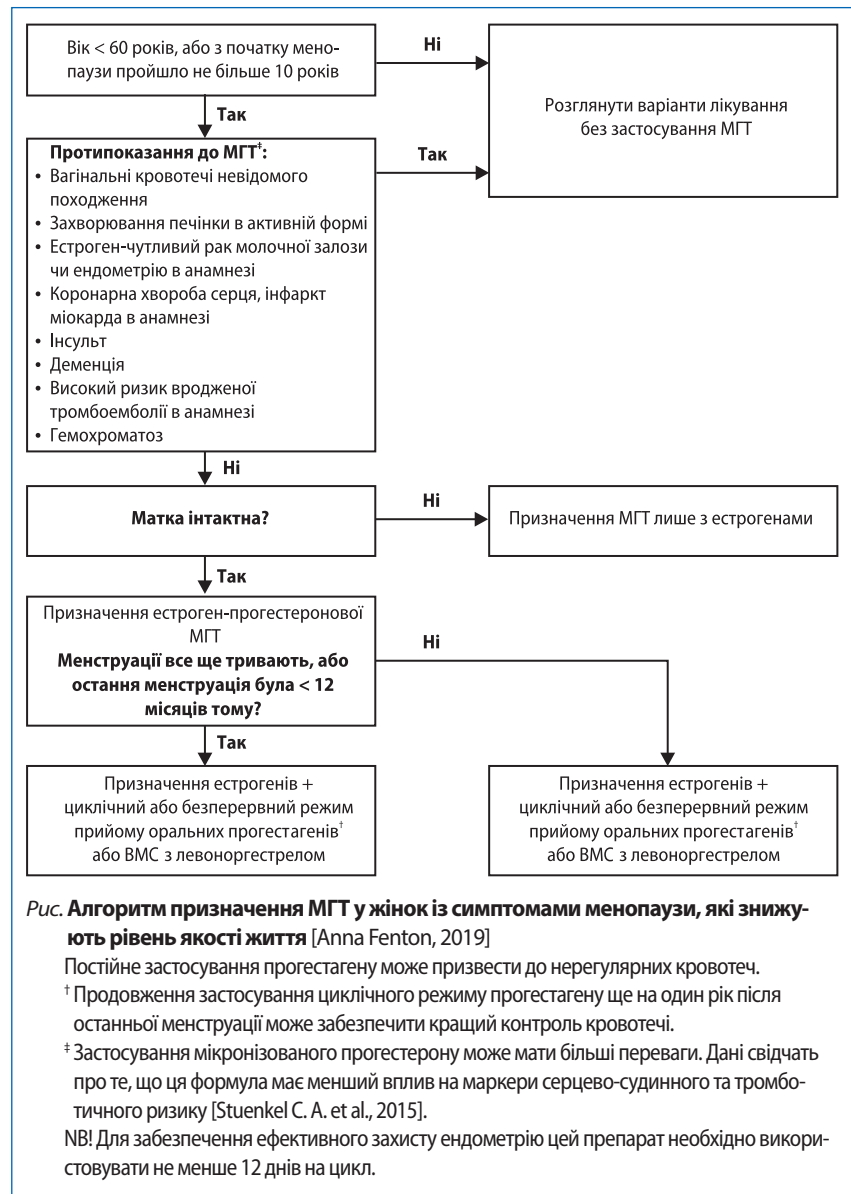 Вік < 60 років, або з початку мено-
паузи пройшло не більше 10 років
Ні
Розглянути варіанти лікування
без застосування МГТ
Так
Протипоказання до МГТ‡:
• Вагінальні кровотечі невідомого
походження
• Захворювання печінки в активній формі
• Естроген-чутливий рак молочної залози
чи ендометрію в анамнезі
• Коронарна хвороба серця, інфаркт
міокарда в анамнезі
• Інсульт
• Деменція
• Високий ризик вродженої
тромбоемболії в анамнезі
• Гемохроматоз
Так
Ні
Матка інтактна?
Ні
Призначення МГТ лише з естрогенами
Так
Призначення естроген-прогестеронової
МГТ
Менструації все ще тривають, або
остання менструація була < 12
місяців тому?
Ні
Так
Призначення естрогенів +
циклічний або безперервний режим
прийому оральних прогестагенів†
або ВМС з левоноргестрелом
Призначення естрогенів +
циклічний або безперервний режим
прийому оральних прогестагенів†
або ВМС з левоноргестрелом
Рис. Алгоритм призначення МГТ у жінок із симптомами менопаузи, які знижу-
ють рівень якості життя [Anna Fenton, 2019]
Постійне застосування прогестагену може призвести до нерегулярних кровотеч.
† Продовження застосування циклічного режиму прогестагену ще на один рік після
останньої менструації може забезпечити кращий контроль кровотечі.
‡ Застосування мікронізованого прогестерону може мати більші переваги. Дані свідчать
про те, що ця формула має менший вплив на маркери серцево-судинного та тромбо-
тичного ризику [Stuenkel C. A. et al., 2015].
NB! Для забезпечення ефективного захисту ендометрію цей препарат необхідно викори-
стовувати не менше 12 днів на цикл.